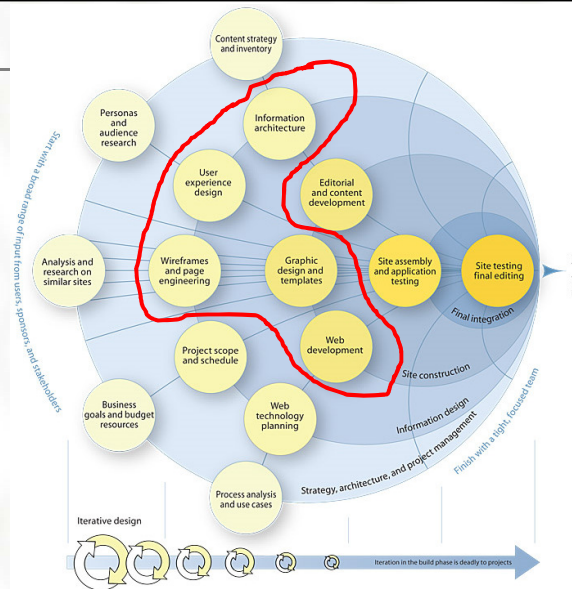 Content strategy
and inventory
Personas
and
audience
research
Information
architecture
User
experience
design
Editorial
and content
development
Start with a broad range of input from users, sponsors, and stakeholders
Analysis and
research on
similar sites
Wireframes
and page
engineering
Graphic
design and
templates
Site assembly
and application
testing
Site testing
final editing
Final integration
Project scope
and schedule
Web
development
Site construction
Business
goals and budget
resources
Web
technology
planning
Information design
Strategy, architecture, and project management
Finish with a tight, focused team
Process analysis
and use cases
Iterative design
Iteration in the build phase is deadly to projects